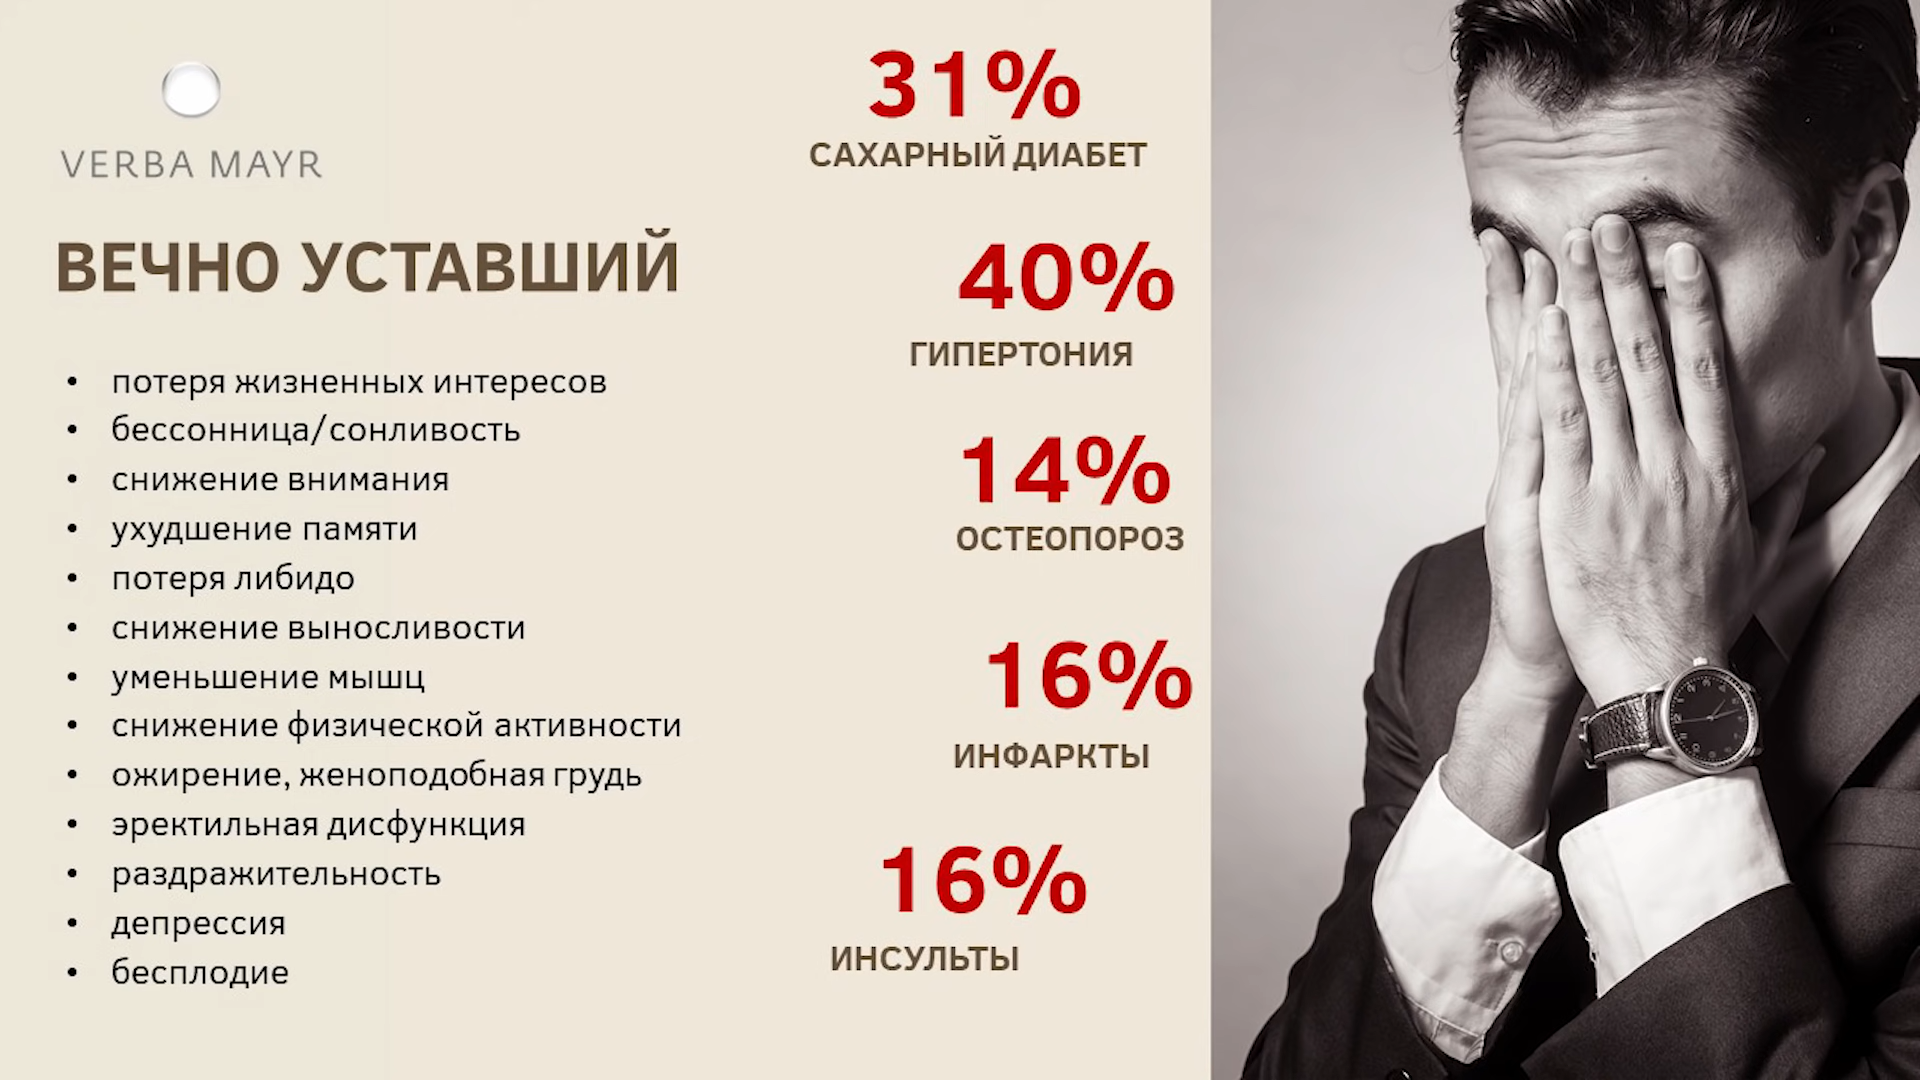 VERBA MAYR
ВЕЧНО УСТАВШИЙ
• потеря жизненных интересов
• бессонница/сонливость
• снижение внимания
• ухудшение памяти
• потеря либидо
• снижение выносливости
• уменьшение мышц
• снижение физической активности
• ожирение, женоподобная грудь
• эректильная дисфункция
• раздражительность
• депрессия
• бесплодие
31%
САХАРНЫЙ ДИАБЕТ
40%
ГИПЕРТОНИЯ
14%
ОСТЕОПОРОЗ
16%
ИНФАРКТЫ
16%
ИНСУЛЬТЫ